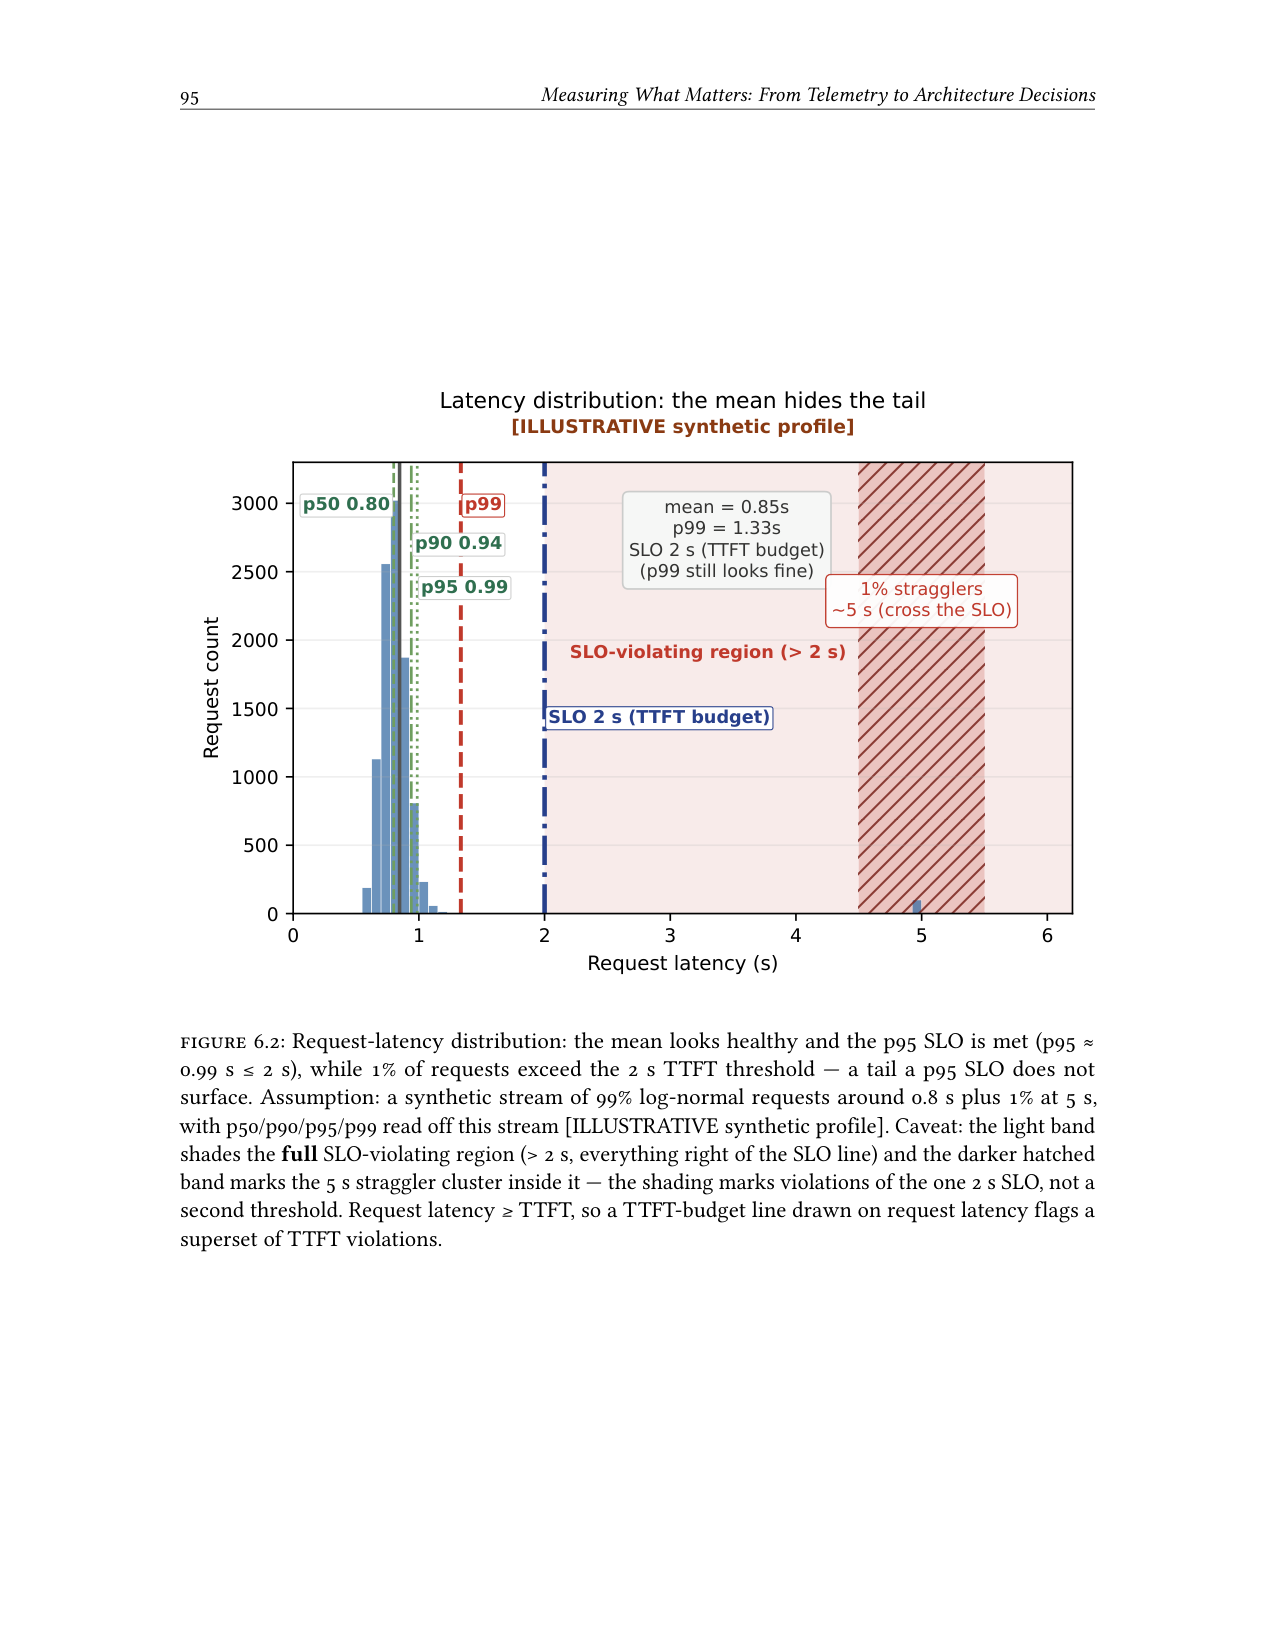 95
Measuring What Matters: From Telemetry to Architecture Decisions
Latency distribution: the mean hides the tail
[ILLUSTRATIVE synthetic profile]
3000
2500
2000
1500
1000
500
0
Request count
p50 0.80
p99
p90 0.94
p95 0.99
mean = 0.85s
p99 = 1.33s
SLO 2 s (TTFT budget)
(p99 still looks fine)
1% stragglers
~5 s (cross the SLO)
SLO-violating region (> 2 s)
SLO 2 s (TTFT budget)
0 1 2 3 4 5 6
Request latency (s)
FIGURE 6.2: Request-latency distribution: the mean looks healthy and the p95 SLO is met (p95 ≈
0.99 s ≤ 2 s), while 1% of requests exceed the 2 s TTFT threshold — a tail a p95 SLO does not
surface. Assumption: a synthetic stream of 99% log-normal requests around 0.8 s plus 1% at 5 s,
with p50/p90/p95/p99 read off this stream [ILLUSTRATIVE synthetic profile]. Caveat: the light band
shades the full SLO-violating region (> 2 s, everything right of the SLO line) and the darker hatched
band marks the 5 s straggler cluster inside it — the shading marks violations of the one 2 s SLO, not a
second threshold. Request latency ≥ TTFT, so a TTFT-budget line drawn on request latency flags a
superset of TTFT violations.